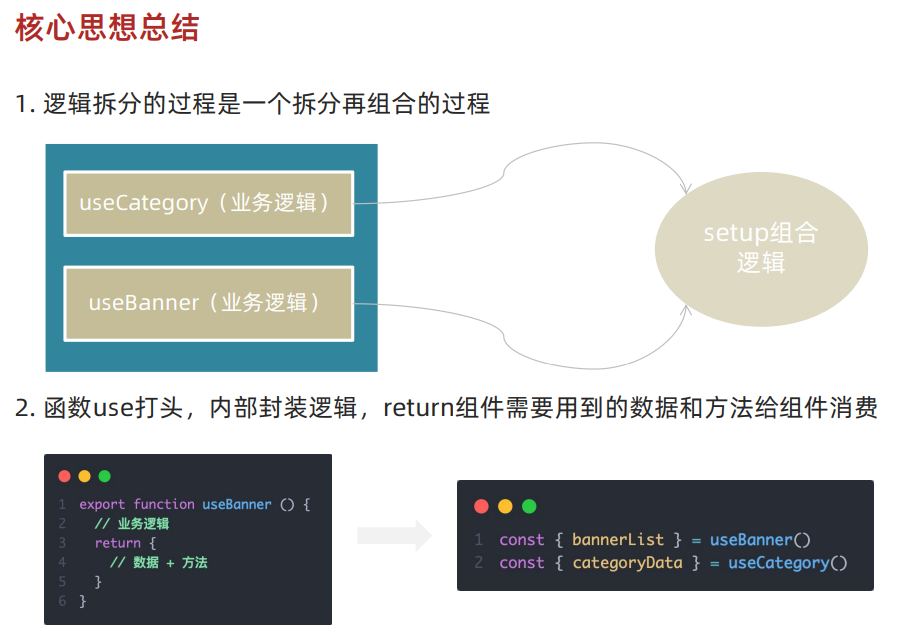 核心思想总结
1. 逻辑拆分的过程是一个拆分再组合的过程
useCategory（业务逻辑）
useBanner（业务逻辑）
setup组合
逻辑
2. 函数use打头，内部封装逻辑，return组件需要用到的数据和方法给组件消费
1 export function useBanner () {
2 // 业务逻辑
3 return {
4 // 数据 + 方法
5 }
6 }
1 const { bannerList } = useBanner()
2 const { categoryData } = useCategory()